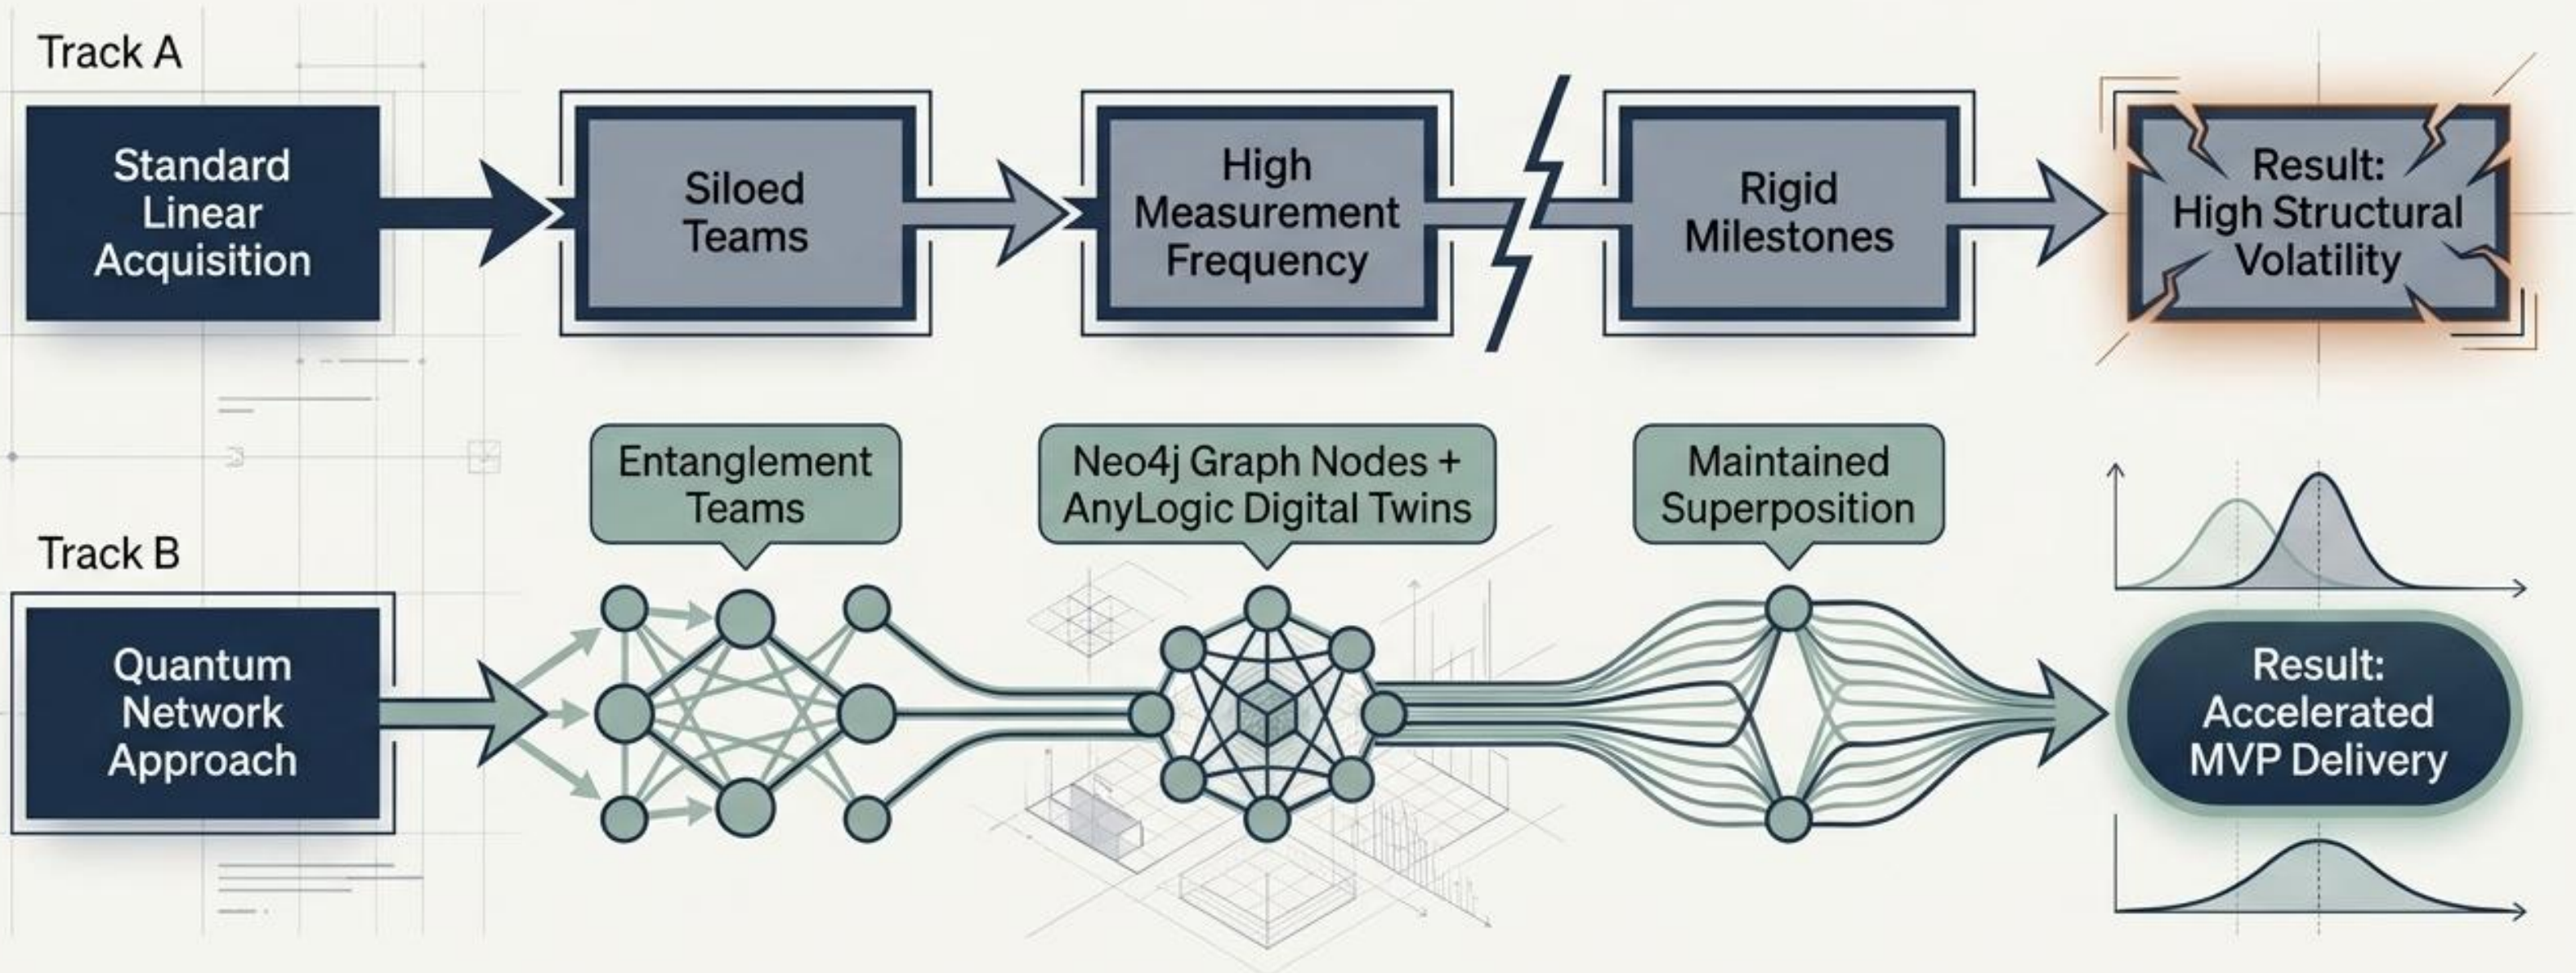 Track A
Standard
Linear
Acquisition
Siloed
Teams
High
Measurement
Frequency
Rigid
Milestones
Result:
High Structural
Volatility
Track B
Quantum
Network
Approach
Entanglement
Teams
Neo4j Graph Nodes +
AnyLogic Digital Twins
Maintained
Superposition
Result:
Accelerated
MVP Delivery